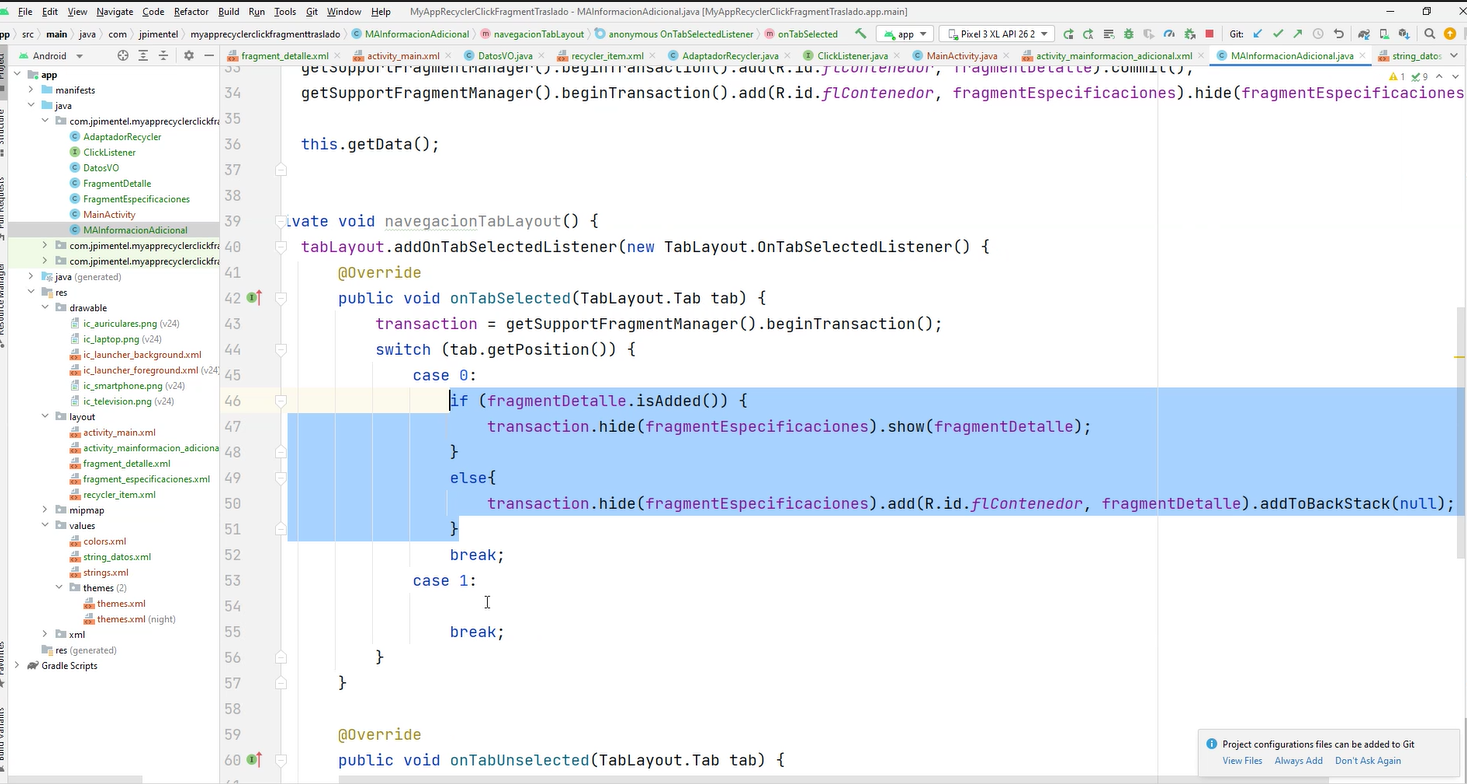 File Edit View Navigate Code Refactor Build Run Tools Git Window Help MyAppRecyclerClickFragmentTraslado - MAInformacionAdicional.java [MyAppRecyclerClickFragmentTraslado.app.main]
src main java com jpimentel myapprecyclerclickfragmenttraslado MAInformacionAdicional navegacionTabLayout anonymous OnTabSelectedListener onTabSelected app Pixel 3 XL API 26 2 Git:
Android fragment_detalle.xml activity_main.xml DatosVO.java recycler_item.xml AdaptadorRecycler.java ClickListener.java MainActivity.java activity_mainformacion_adicional.xml MAInformacionAdicional.java string_datos
app
manifests
java
com.jpimentel.myapprecyclerclickfra
AdaptadorRecycler
ClickListener
DatosVO
FragmentDetalle
FragmentEspecificaciones
MainActivity
MAInformacionAdicional
com.jpimentel.myapprecyclerclickfra
com.jpimentel.myapprecyclerclickfra
java (generated)
res
drawable
ic_auriculares.png (v24)
ic_laptop.png (v24)
ic_launcher_background.xml
ic_launcher_foreground.xml (v24)
ic_smartphone.png (v24)
ic_television.png (v24)
layout
activity_main.xml
activity_mainformacion_adiciona
fragment_detalle.xml
fragment_especificaciones.xml
recycler_item.xml
mipmap
values
colors.xml
string_datos.xml
strings.xml
themes (2)
themes.xml
themes.xml (night)
xml
res (generated)
Gradle Scripts
1 9
33 getSupportFragmentManager().beginTransaction().add(R.id.flContenedor, fragmentDetalle).commit();
34 getSupportFragmentManager().beginTransaction().add(R.id.flContenedor, fragmentEspecificaciones).hide(fragmentEspecificaciones
35
36 this.getData();
37
38
39 ivate void navegacionTabLayout() {
40 tabLayout.addOnTabSelectedListener(new TabLayout.OnTabSelectedListener() {
41 @Override
42 public void onTabSelected(TabLayout.Tab tab) {
43 transaction = getSupportFragmentManager().beginTransaction();
44 switch (tab.getPosition()) {
45 case 0:
46 if (fragmentDetalle.isAdded()) {
47 transaction.hide(fragmentEspecificaciones).show(fragmentDetalle);
48 }
49 else{
50 transaction.hide(fragmentEspecificaciones).add(R.id.flContenedor, fragmentDetalle).addToBackStack(null);
51 }
52 break;
53 case 1:
54
55 break;
56 }
57 }
58
59 @Override
60 public void onTabUnselected(TabLayout.Tab tab) {
Project configurations files can be added to Git
View Files Always Add Don't Ask Again